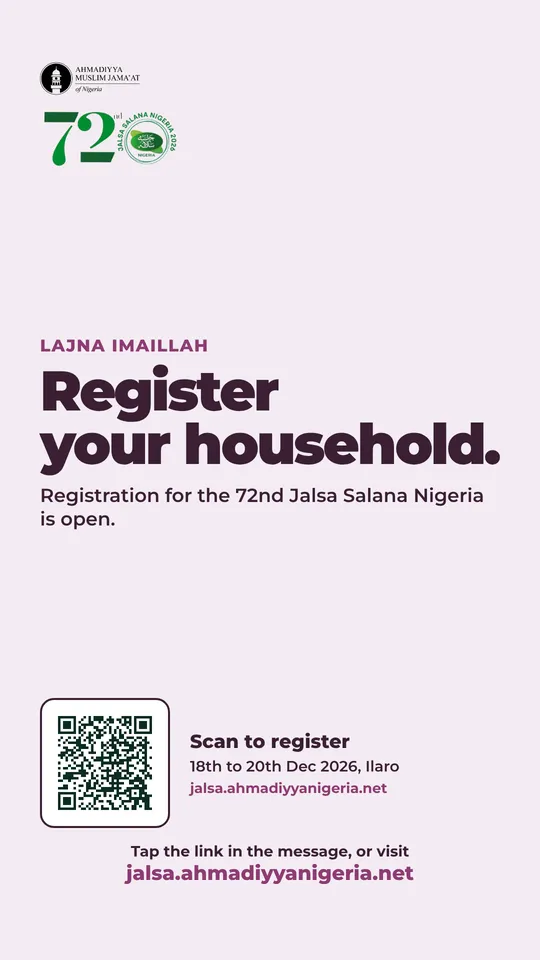 AHMADIYYA
MUSLIM JAMA'AT
of Nigeria
72nd
JALSA SALANA NIGERIA 2026
NIGERIA
LAJNA IMAILLAH
Register
your household.
Registration for the 72nd Jalsa Salana Nigeria
is open.
Scan to register
18th to 20th Dec 2026, Ilaro
jalsa.ahmadiyyanigeria.net
Tap the link in the message, or visit
jalsa.ahmadiyyanigeria.net